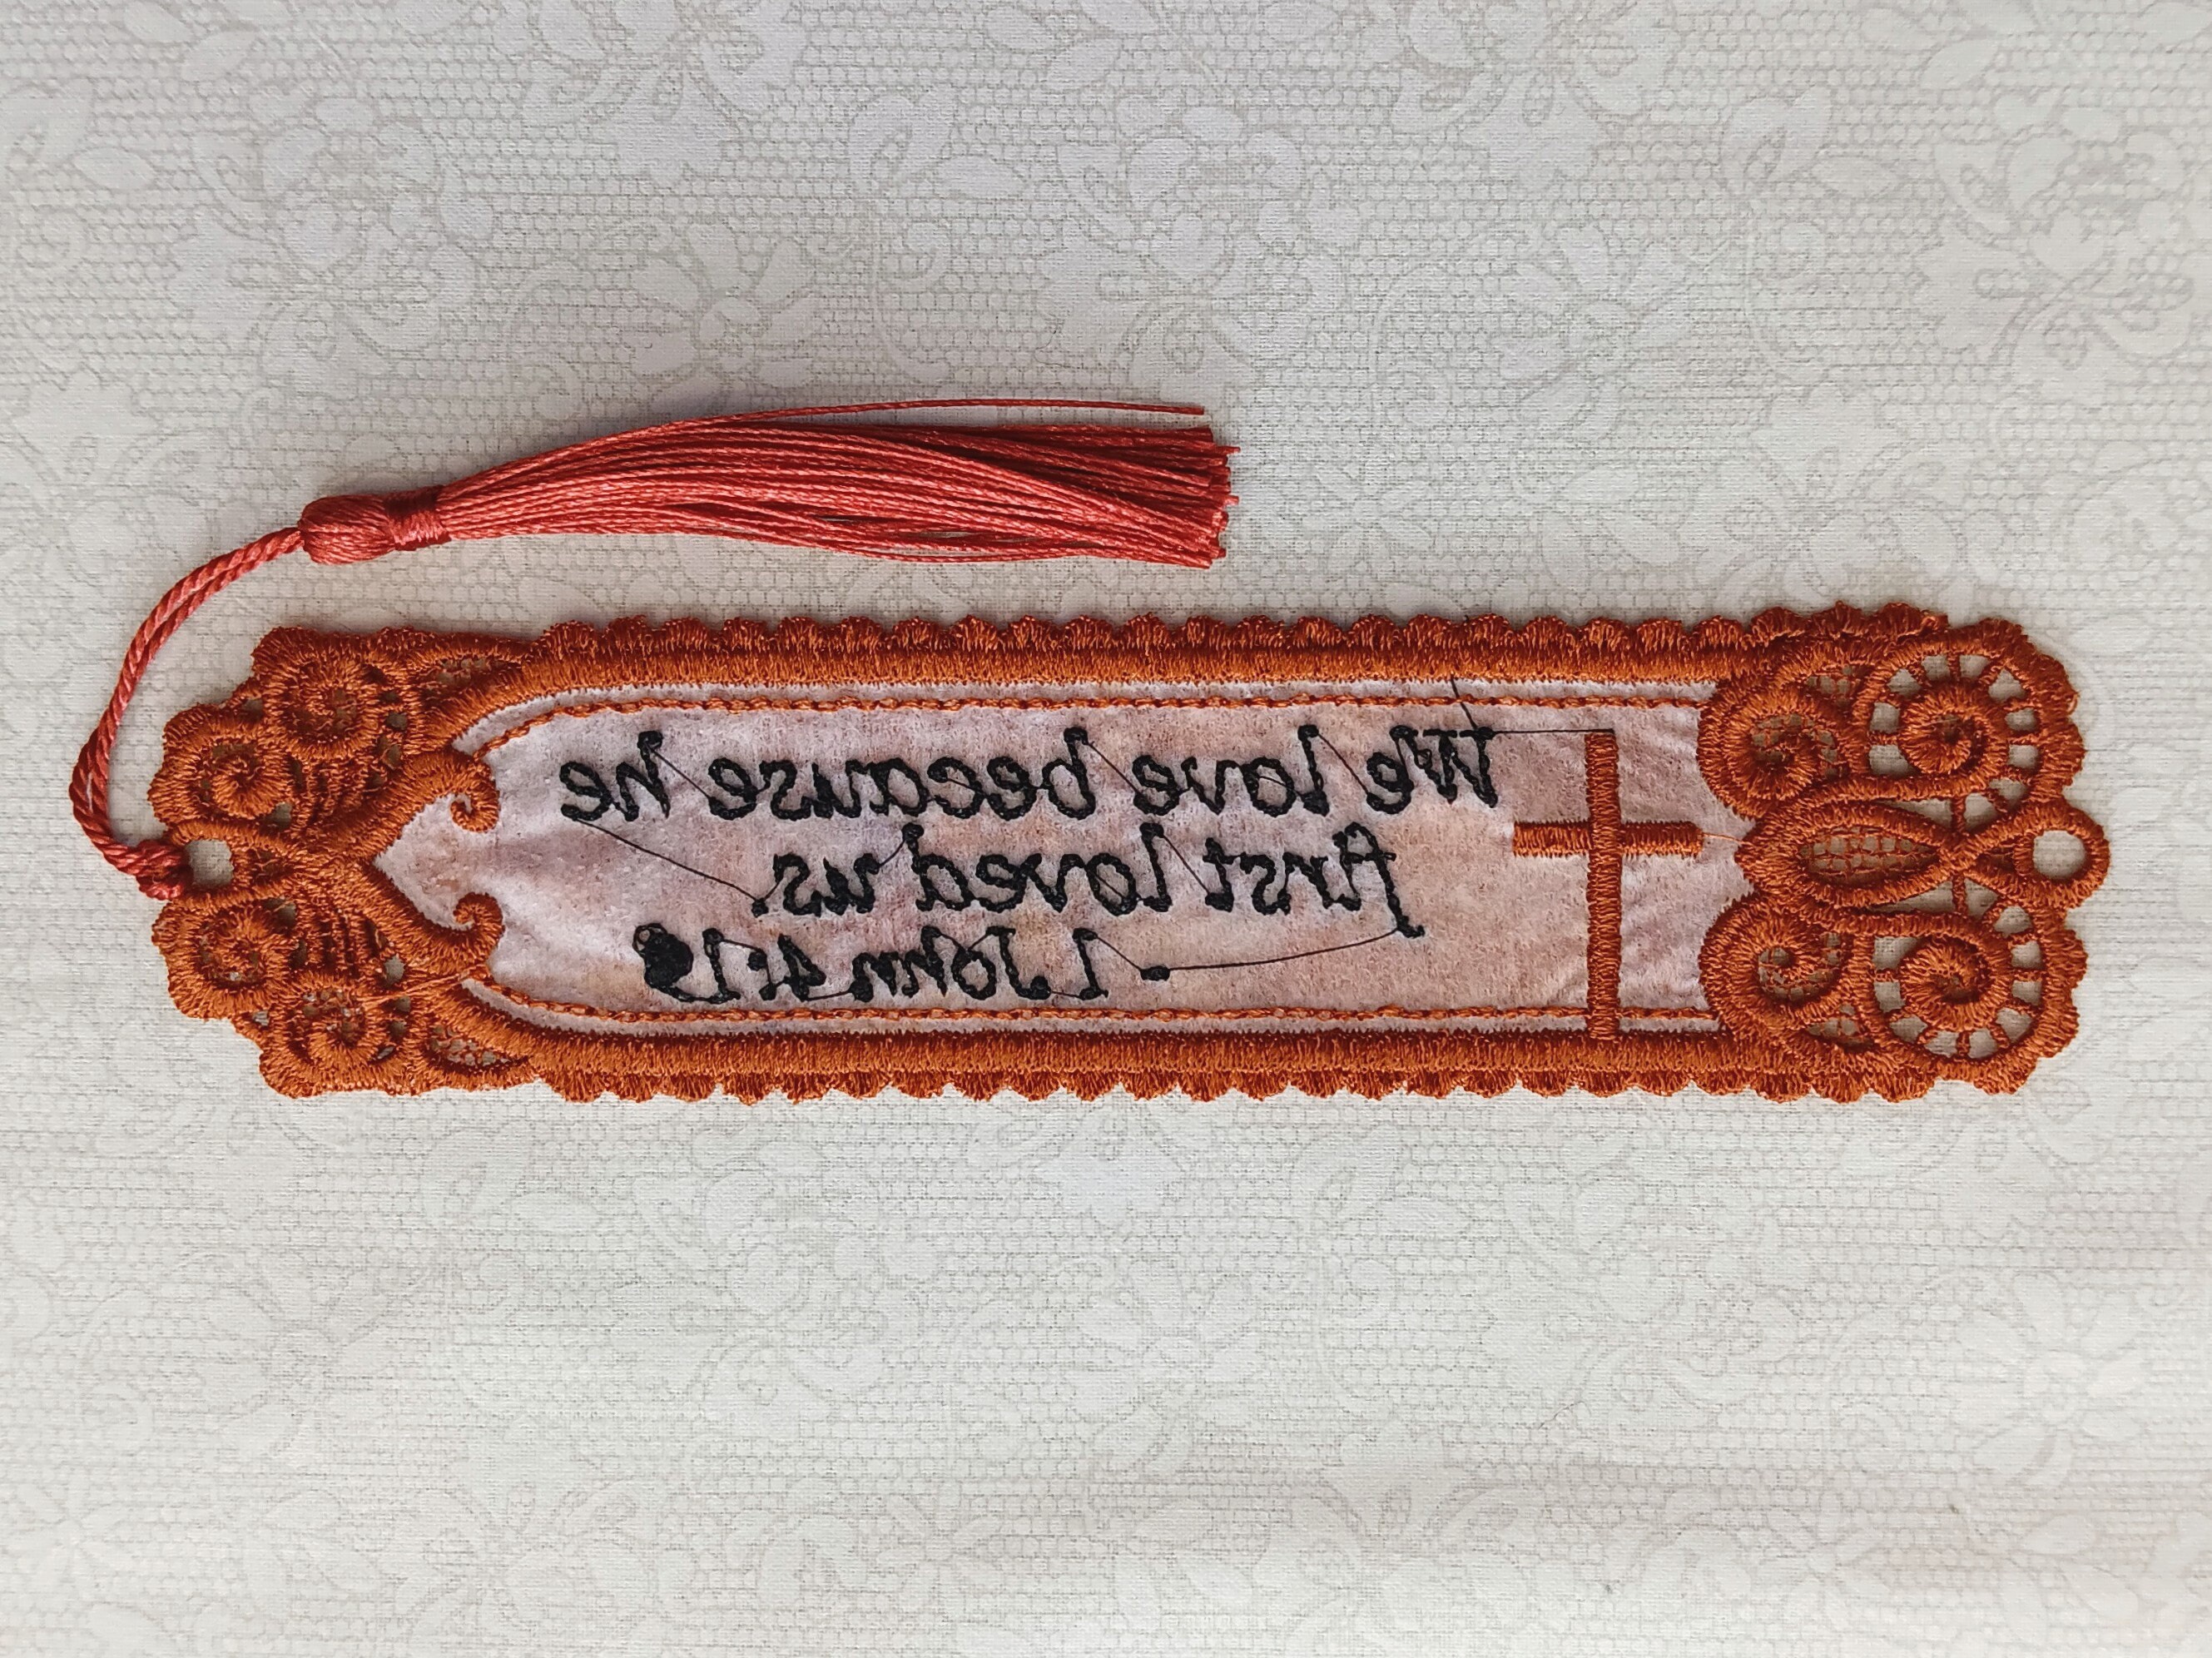 We love because he
first loved us.
- 1 John 4:19